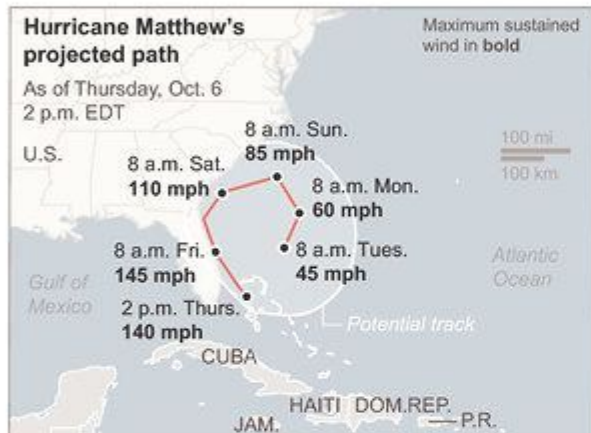 Hurricane Matthew's
projected path
As of Thursday, Oct. 6
2 p.m. EDT
Maximum sustained
wind in bold
100 mi
100 km
U.S.
8 a.m. Sun.
85 mph
8 a.m. Sat.
110 mph
8 a.m. Mon.
60 mph
8 a.m. Fri.
145 mph
8 a.m. Tues.
45 mph
Gulf of
Mexico
Atlantic
Ocean
2 p.m. Thurs.
140 mph
Potential track
CUBA
HAITI DOM.REP.
JAM.
P.R.